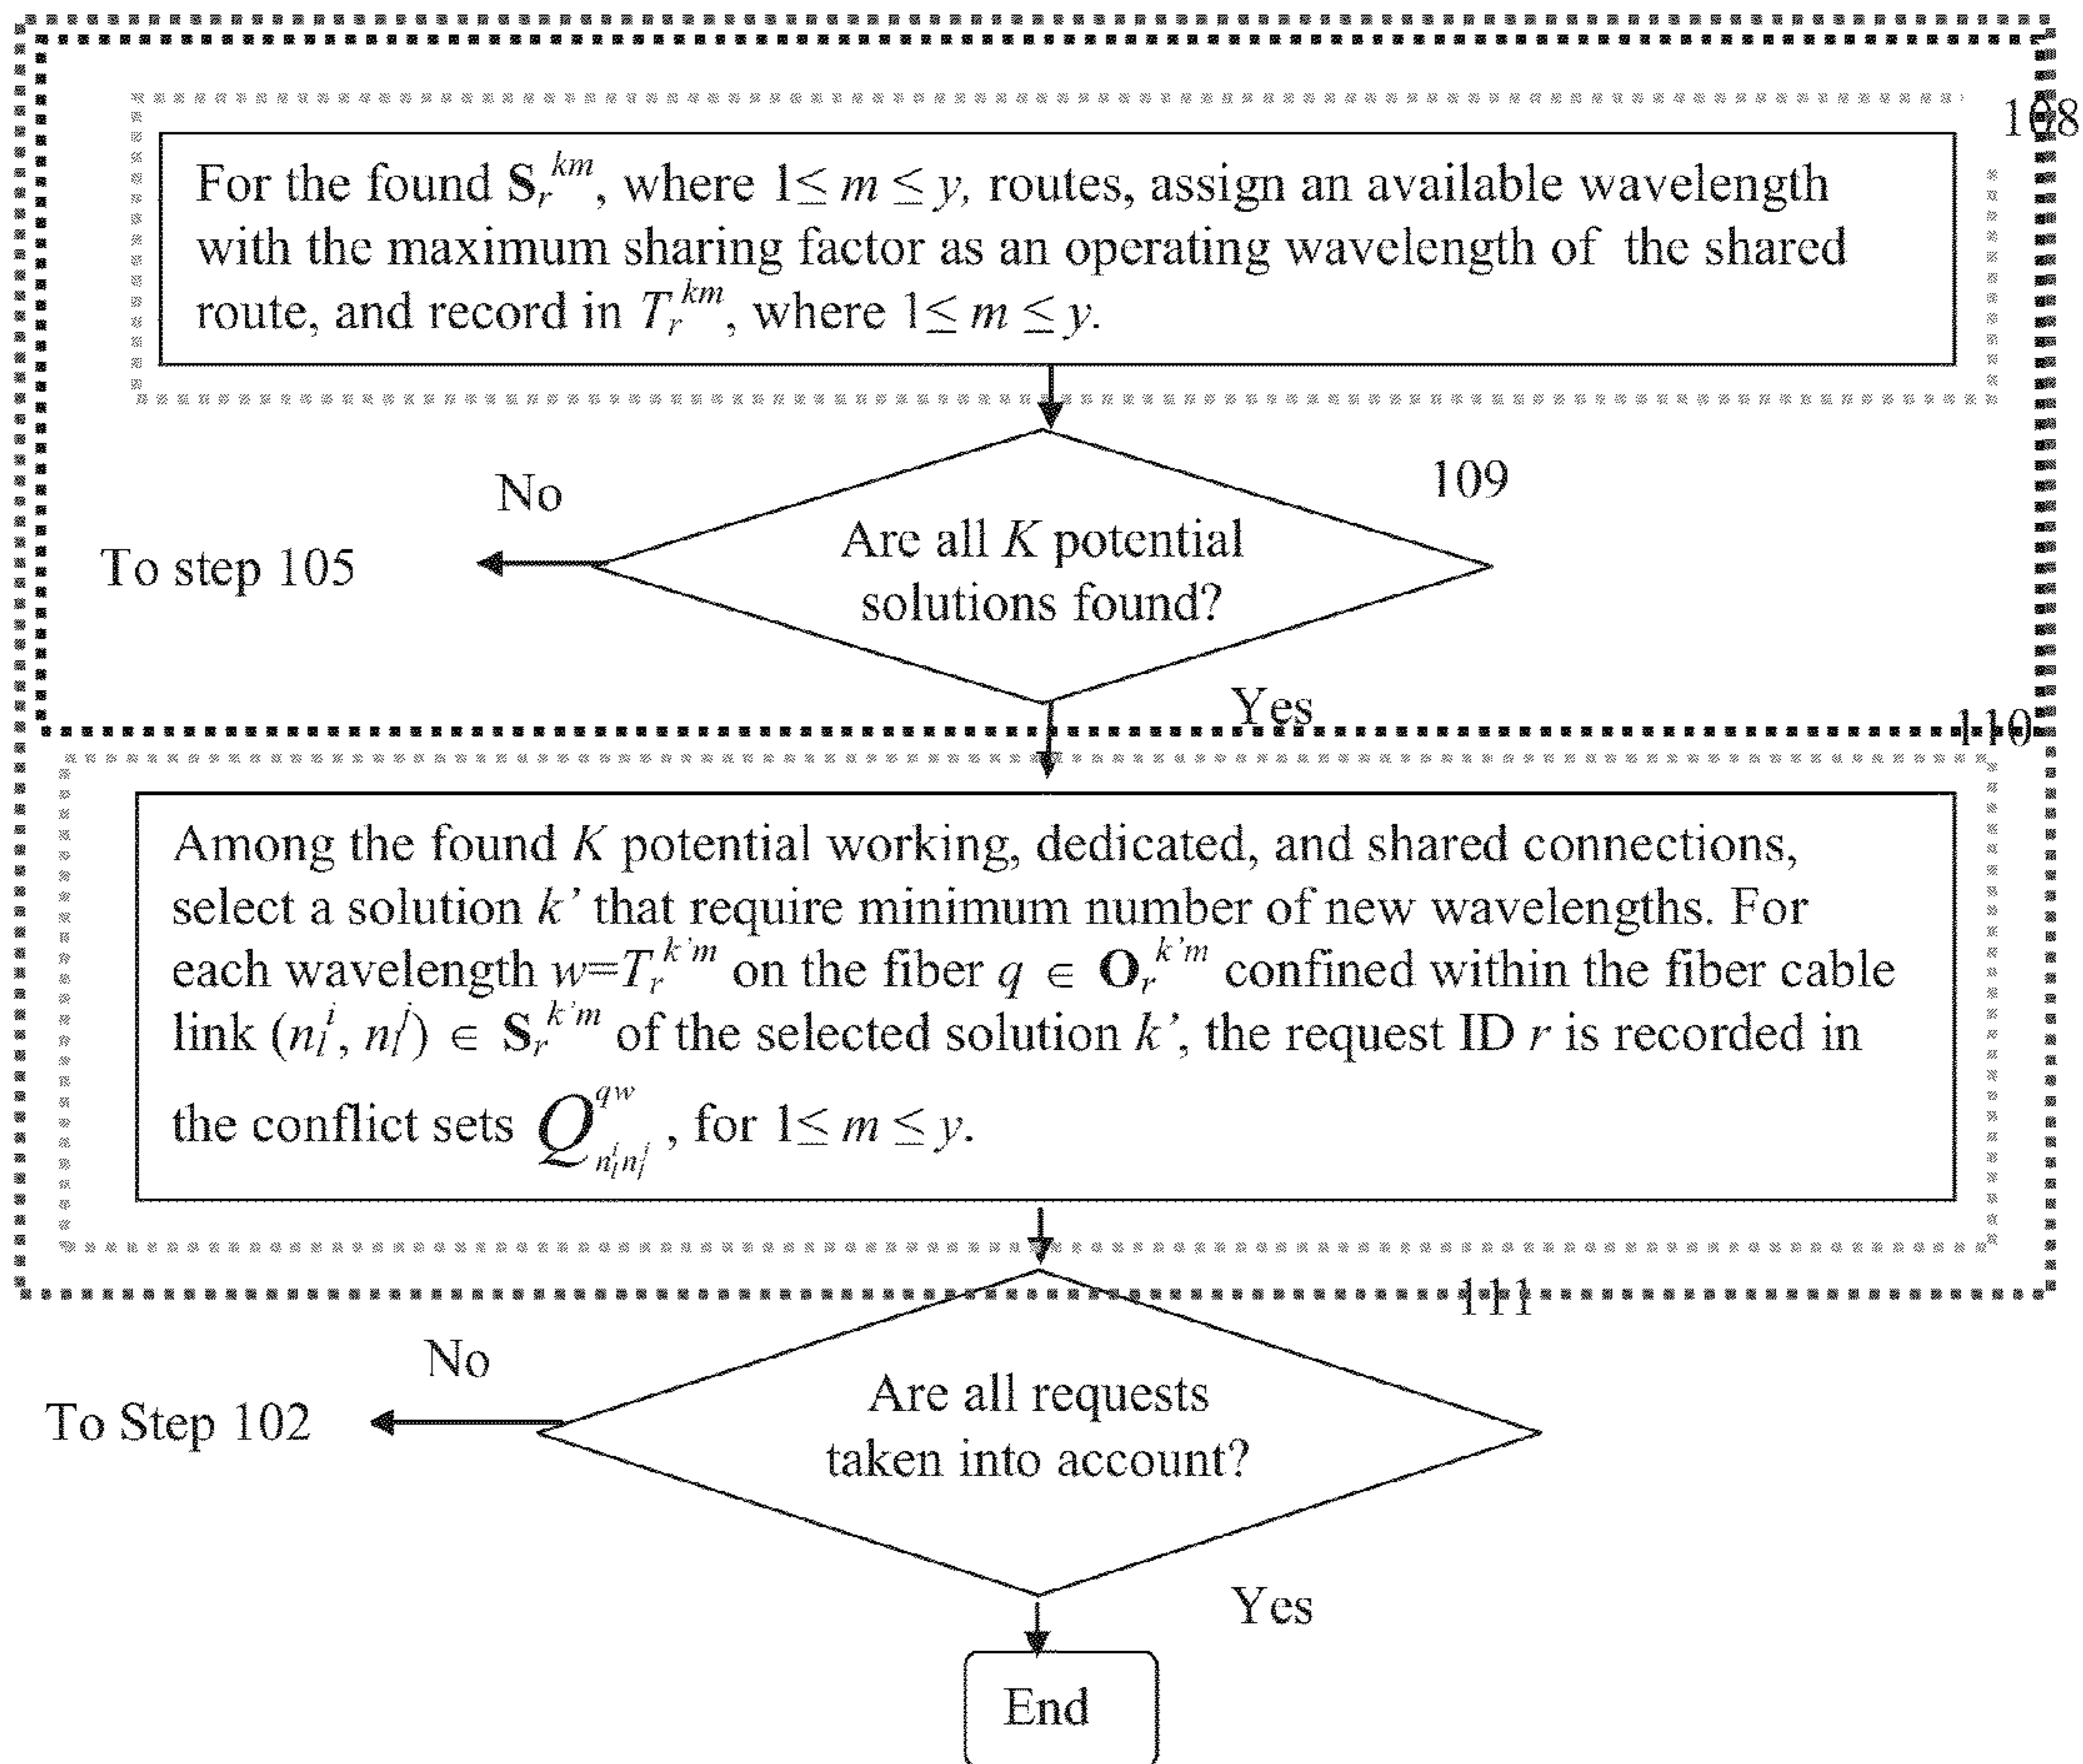 108
For the found S_r^{km}, where 1≤ m ≤ y, routes, assign an available wavelength
with the maximum sharing factor as an operating wavelength of the shared
route, and record in T_r^{km}, where 1≤ m ≤ y.
109
No
Are all K potential
To step 105
solutions found?
Yes
110
Among the found K potential working, dedicated, and shared connections,
select a solution k’ that require minimum number of new wavelengths. For
each wavelength w=T_r^{k’m} on the fiber q ∈ O_r^{k’m} confined within the fiber cable
link (n_l^i, n_l^j) ∈ S_r^{k’m} of the selected solution k’, the request ID r is recorded in
the conflict sets Q_{n_l^i n_l^j}^{qw}, for 1≤ m ≤ y.
111
No
Are all requests
To Step 102
taken into account?
Yes
End